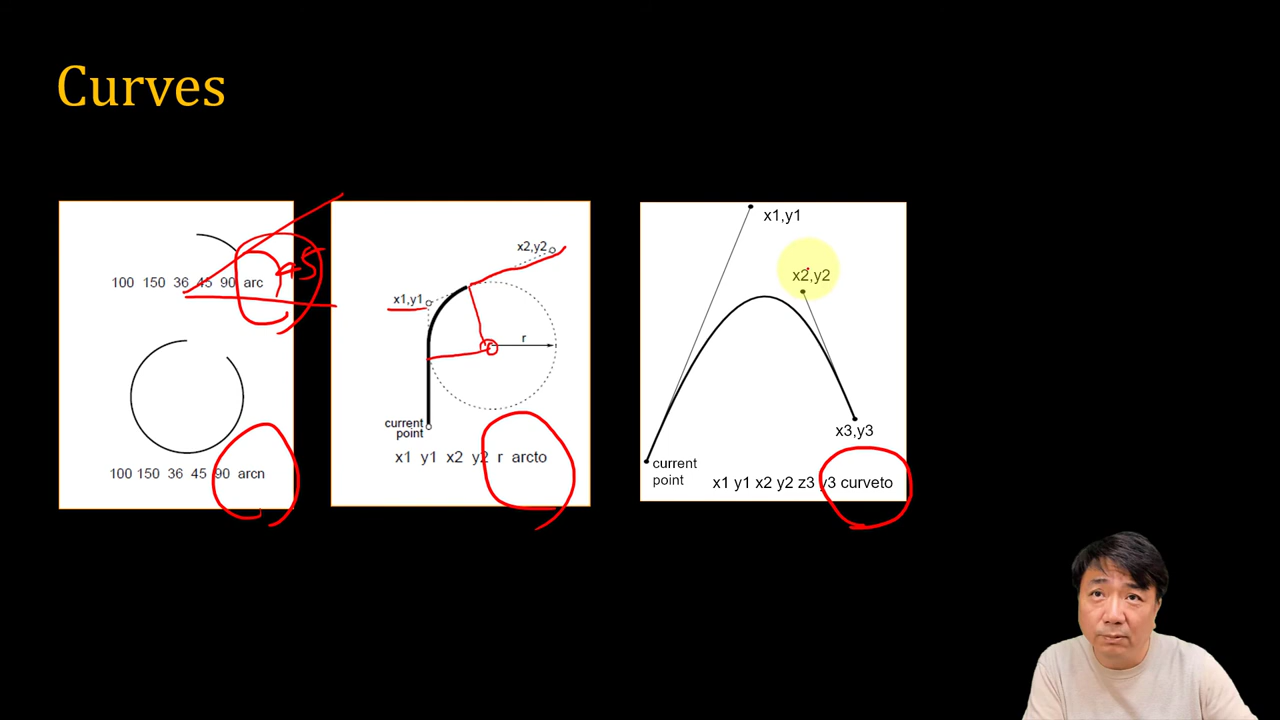 Curves
100 150 36 45 90 arc
45
100 150 36 45 90 arcn
x2,y2
x1,y1
r
current
point
x1 y1 x2 y2 r arcto
x1,y1
x2,y2
x3,y3
current
point
x1 y1 x2 y2 z3 y3 curveto